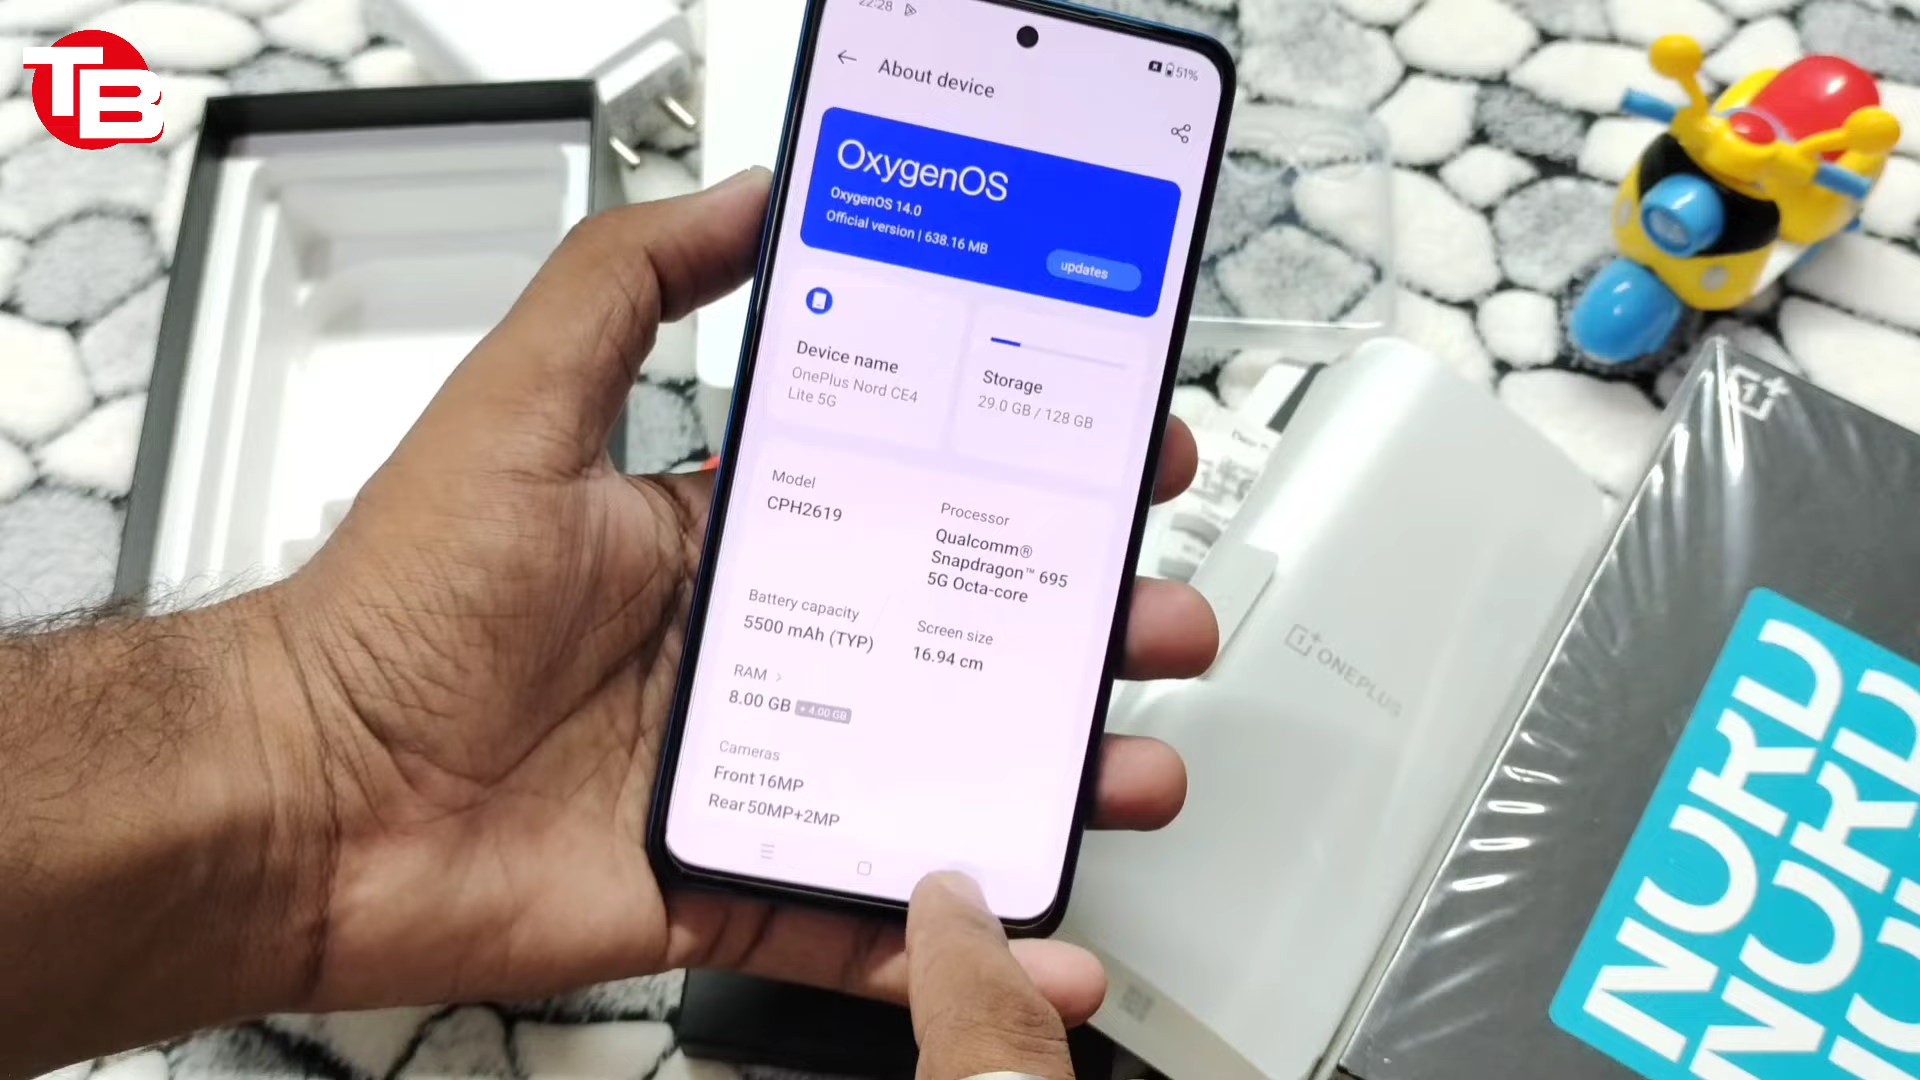 TB
22:28
51%
About device
OxygenOS
OxygenOS 14.0
Official version | 638.16 MB
updates
Device name
OnePlus Nord CE4
Lite 5G
Storage
29.0 GB / 128 GB
Model
CPH2619
Processor
Qualcomm®
Snapdragon™ 695
5G Octa-core
Battery capacity
5500 mAh (TYP)
Screen size
16.94 cm
RAM >
8.00 GB + 4.00 GB
Cameras
Front 16MP
Rear 50MP+2MP
ONEPLUS
NORD
NORD